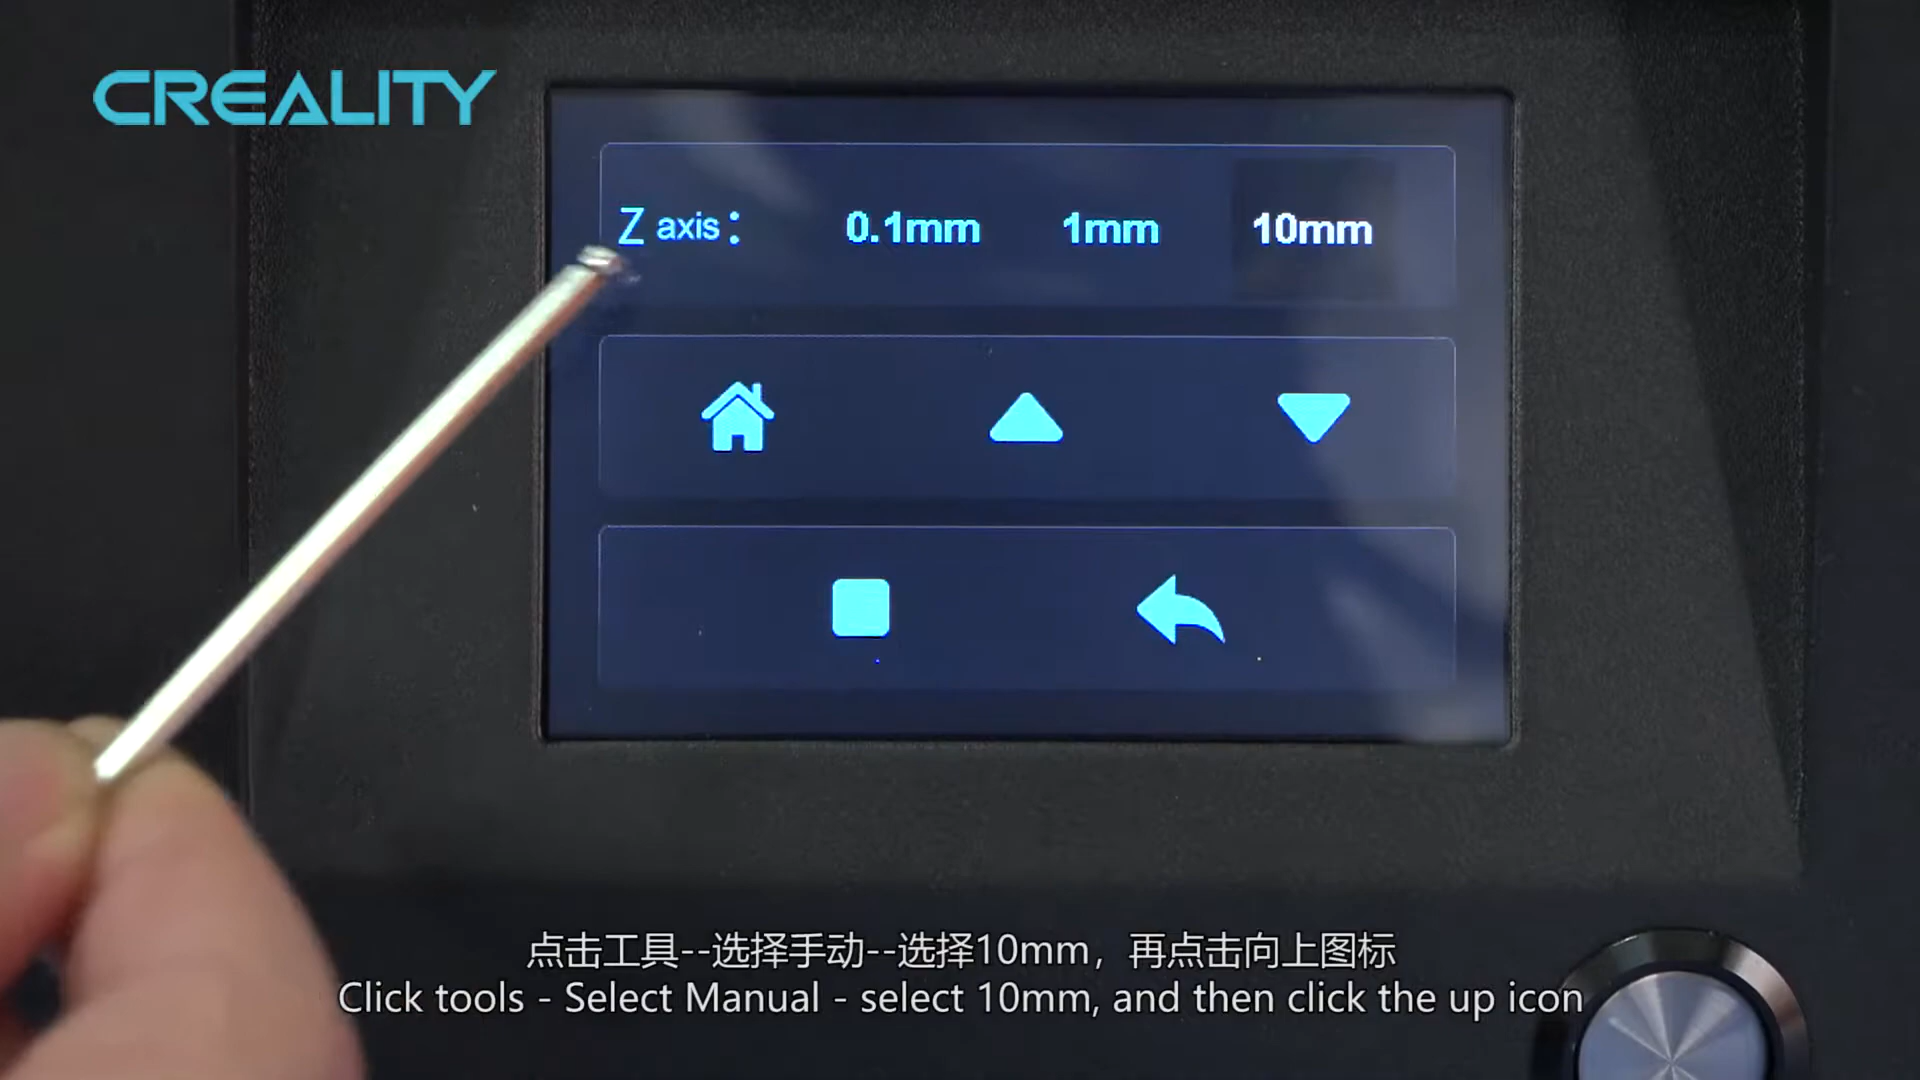 CREALITY
Z axis: 0.1mm 1mm 10mm
点击工具--选择手动--选择10mm，再点击向上图标
Click tools - Select Manual - select 10mm, and then click the up icon